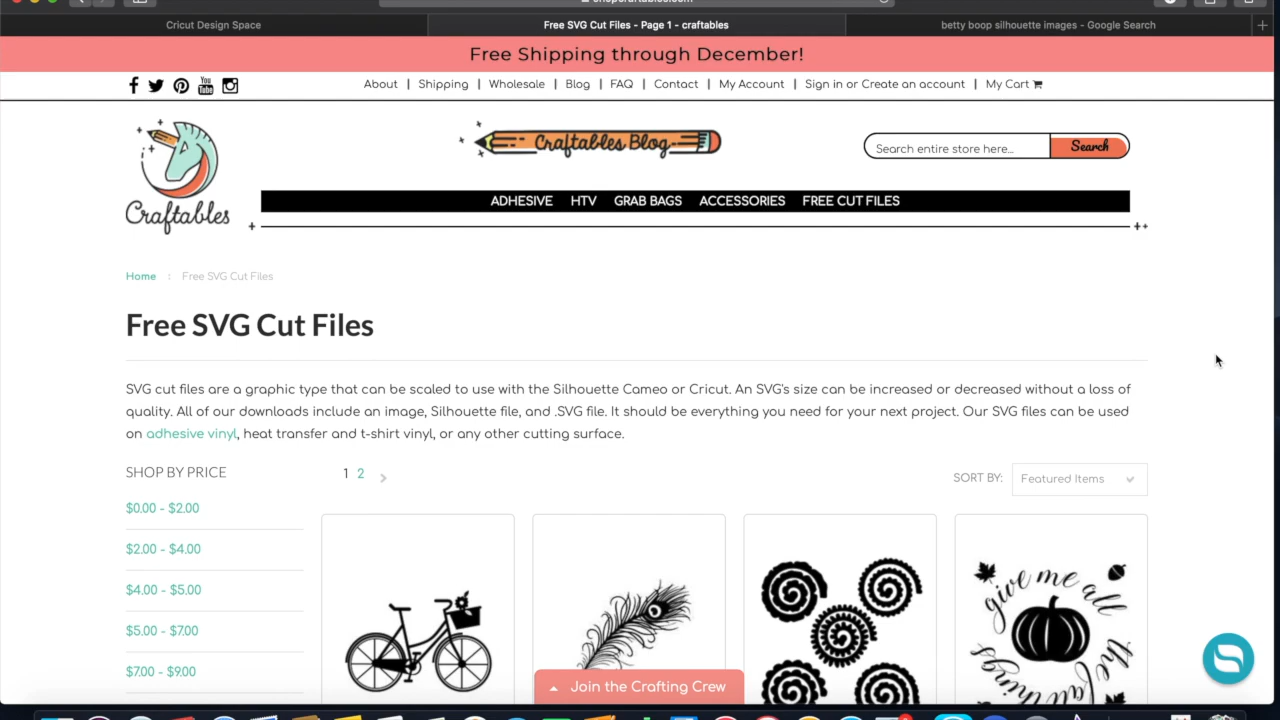 Cricut Design Space
Free SVG Cut Files - Page 1 - craftables
betty boop silhouette images - Google Search
Free Shipping through December!
About | Shipping | Wholesale | Blog | FAQ | Contact | My Account | Sign in or Create an account | My Cart
Craftables Blog
Search entire store here...
Search
Craftables
ADHESIVE HTV GRAB BAGS ACCESSORIES FREE CUT FILES
Home : Free SVG Cut Files
Free SVG Cut Files
SVG cut files are a graphic type that can be scaled to use with the Silhouette Cameo or Cricut. An SVG's size can be increased or decreased without a loss of
quality. All of our downloads include an image, Silhouette file, and .SVG file. It should be everything you need for your next project. Our SVG files can be used
on adhesive vinyl, heat transfer and t-shirt vinyl, or any other cutting surface.
SHOP BY PRICE
1 2
SORT BY: Featured Items
$0.00 - $2.00
$2.00 - $4.00
$4.00 - $5.00
$5.00 - $7.00
$7.00 - $9.00
give me all
the
Join the Crafting Crew